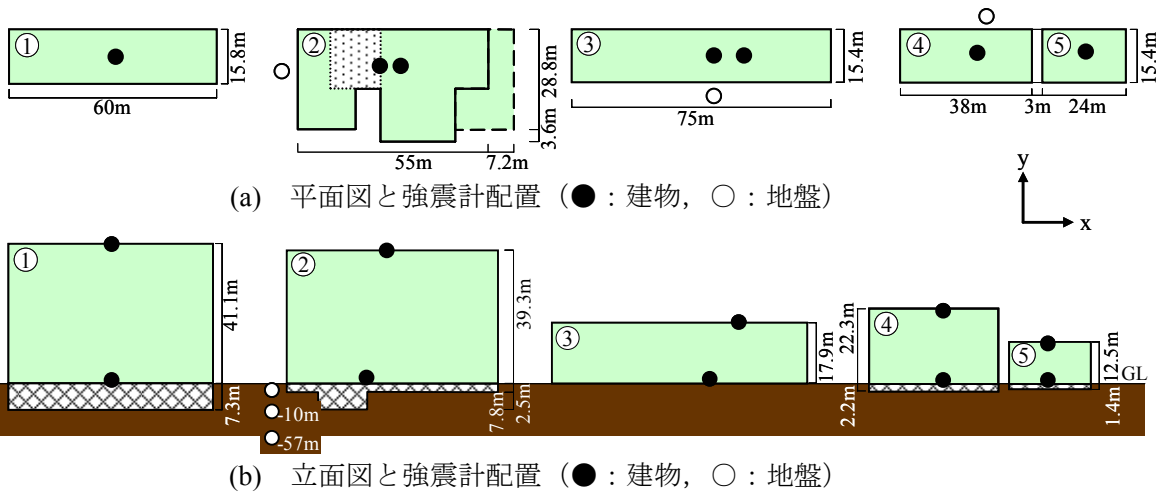 ① 15.8m 60m
② 28.8m 3.6m 55m 7.2m
③ 15.4m 75m
④ ⑤ 15.4m 38m 3m 24m
(a) 平面図と強震計配置（●：建物，○：地盤）
y
x
① 41.1m 7.3m
② 39.3m 7.8m 2.5m
-10m
-57m
③ 17.9m
④ 22.3m 2.2m
⑤ 12.5m 1.4m
GL
(b) 立面図と強震計配置（●：建物，○：地盤）